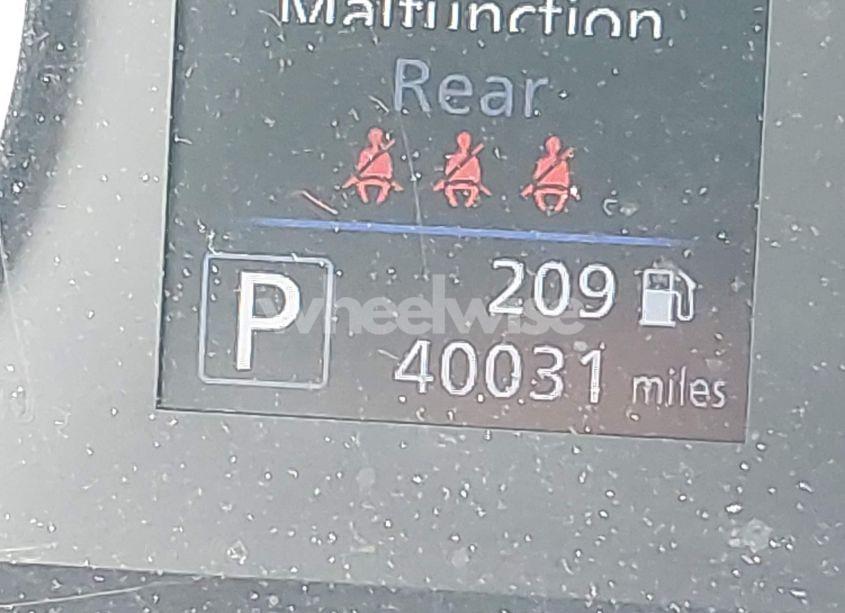 Malfunction
Rear
209
P
wheelwise
40031 miles